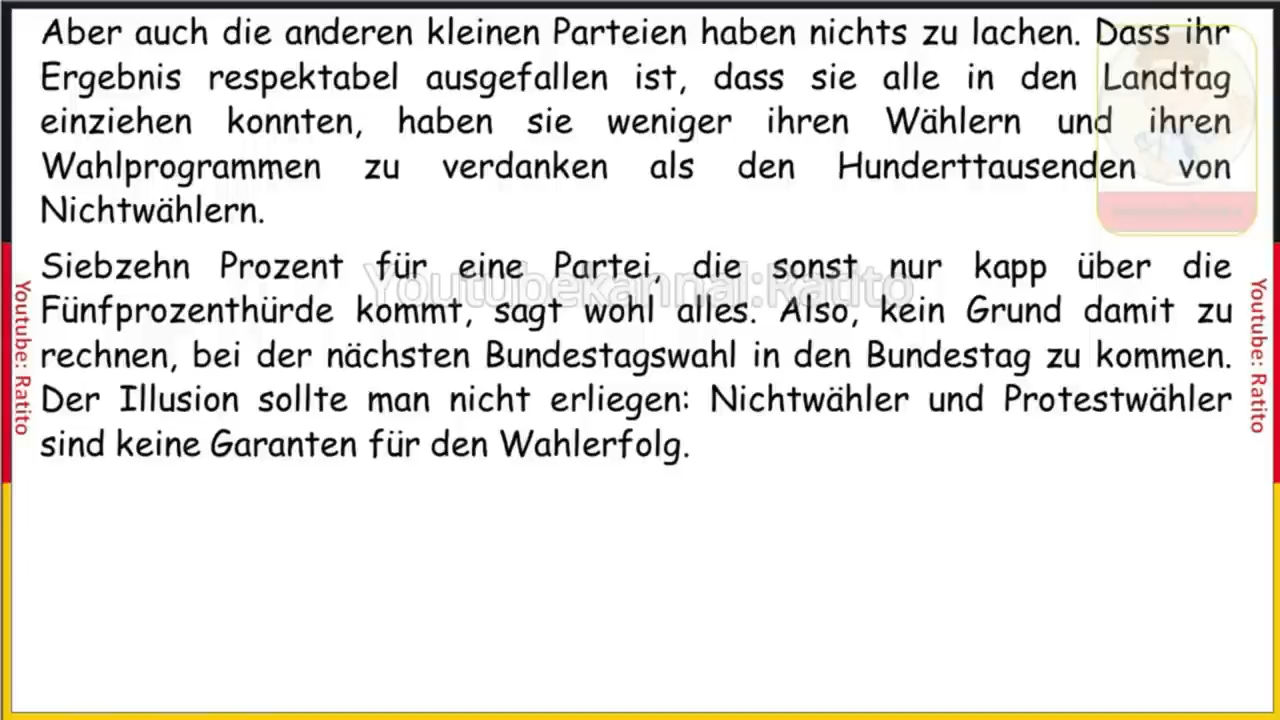 Aber auch die anderen kleinen Parteien haben nichts zu lachen. Dass ihr
Ergebnis respektabel ausgefallen ist, dass sie alle in den Landtag
einziehen konnten, haben sie weniger ihren Wählern und ihren
Wahlprogrammen zu verdanken als den Hunderttausenden von
Nichtwählern.
Siebzehn Prozent für eine Partei, die sonst nur kapp über die
Fünfprozenthürde kommt, sagt wohl alles. Also, kein Grund damit zu
rechnen, bei der nächsten Bundestagswahl in den Bundestag zu kommen.
Der Illusion sollte man nicht erliegen: Nichtwähler und Protestwähler
sind keine Garanten für den Wahlerfolg.
Youtubekannal:Ratito
Youtube: Ratito
Youtube: Ratito